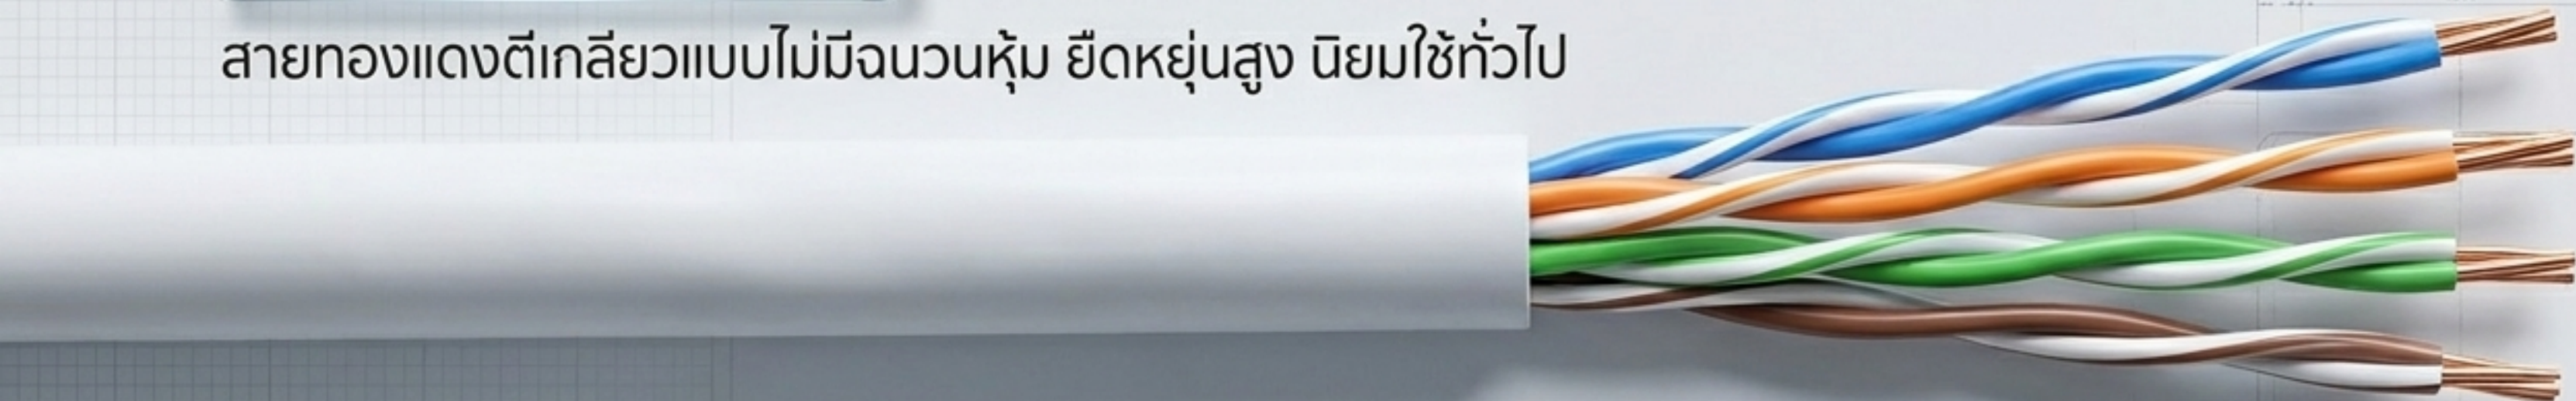 สายทองแดงตีเกลียวแบบไม่มีฉนวนหุ้ม ยืดหยุ่นสูง นิยมใช้ทั่วไป